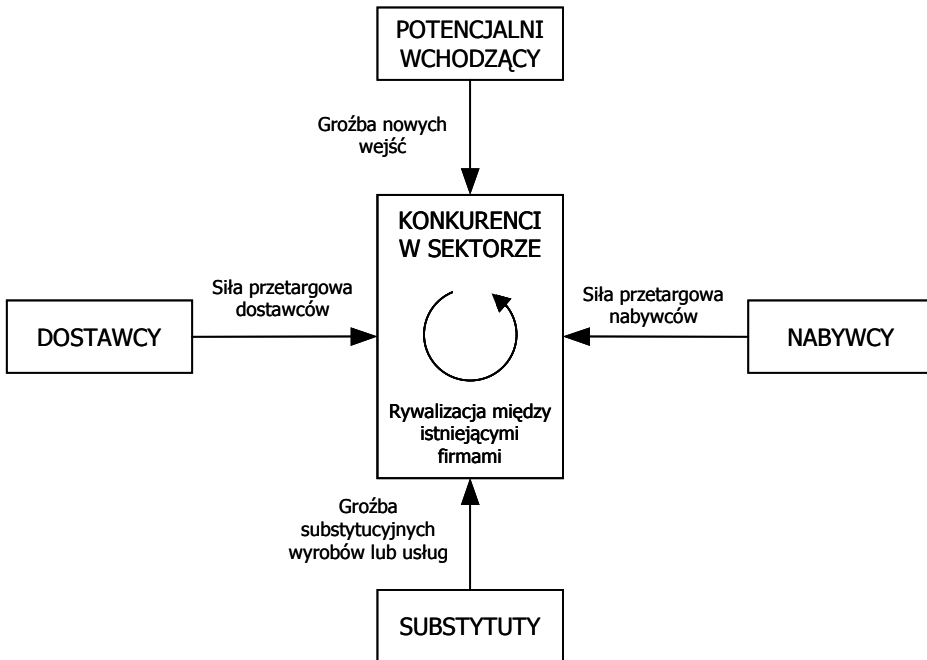 POTENCJALNI
WCHODZĄCY
Groźba nowych
wejść
KONKURENCI
W SEKTORZE
Siła przetargowa
dostawców
Siła przetargowa
nabywców
DOSTAWCY
NABYWCY
Rywalizacja między
istniejącymi
firmami
Groźba
substytucyjnych
wyrobów lub usług
SUBSTYTUTY